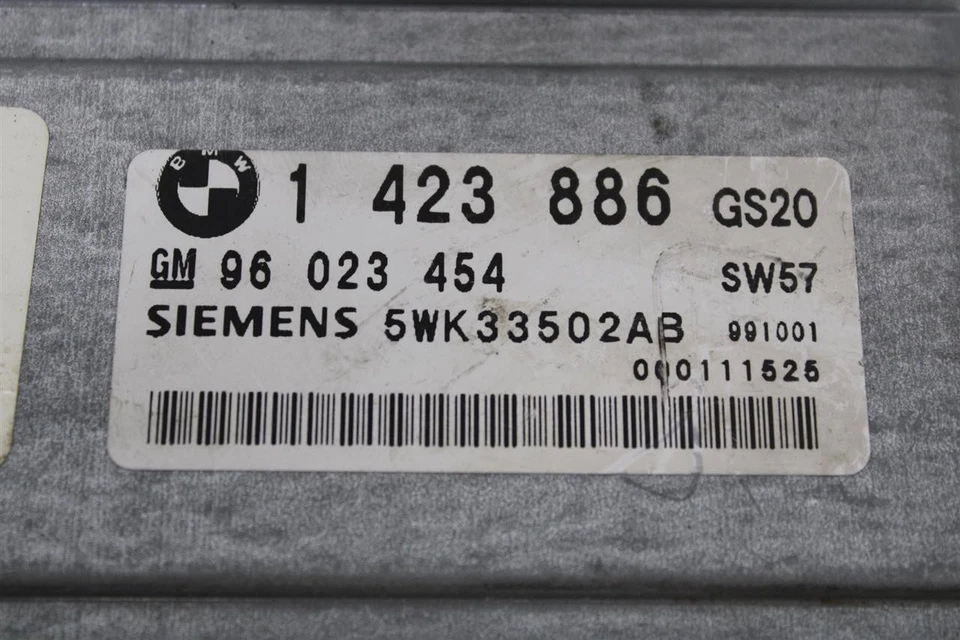 BMW 1 423 886 GS20
GM 96 023 454 SW57
SIEMENS 5WK33502AB 991001
000111525